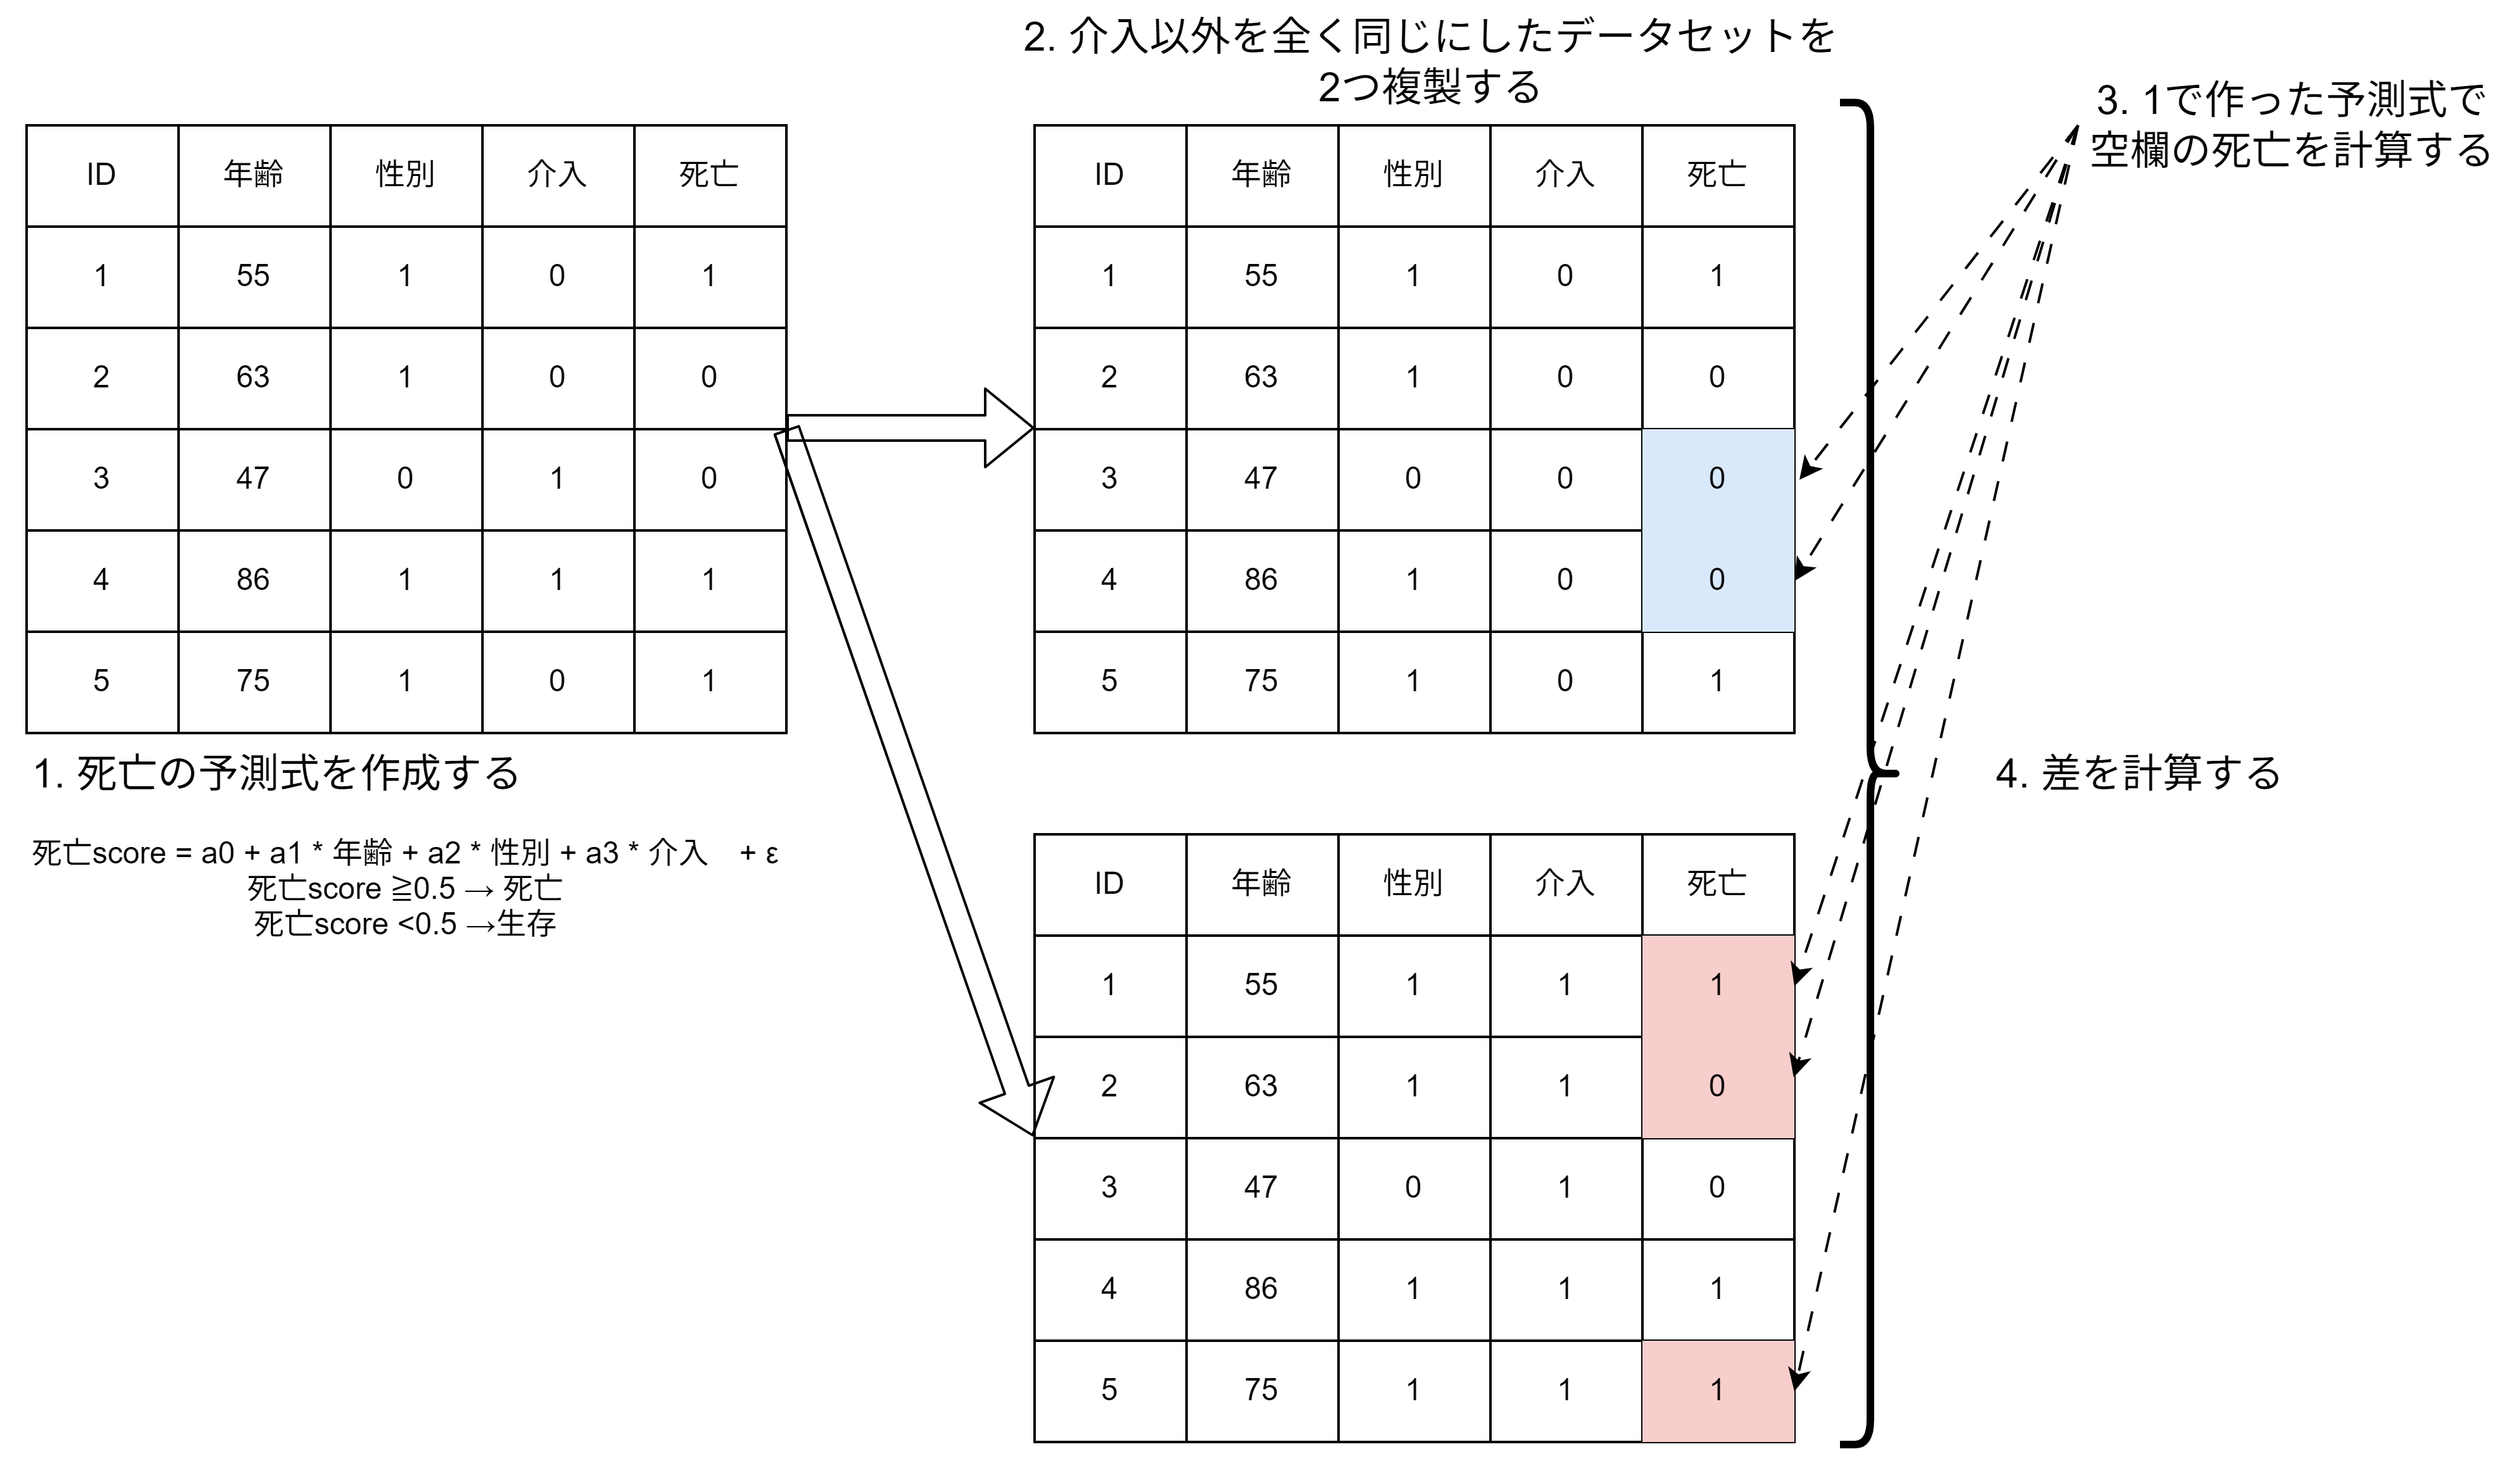 2. 介入以外を全く同じにしたデータセットを
2つ複製する
3. 1で作った予測式で
空欄の死亡を計算する
ID 年齢 性別 介入 死亡
1 55 1 0 1
2 63 1 0 0
3 47 0 1 0
4 86 1 1 1
5 75 1 0 1
1. 死亡の予測式を作成する
死亡score = a0 + a1 * 年齢 + a2 * 性別 + a3 * 介入　+ ε
死亡score ≧0.5 → 死亡
死亡score <0.5 →生存
ID 年齢 性別 介入 死亡
1 55 1 0 1
2 63 1 0 0
3 47 0 0 0
4 86 1 0 0
5 75 1 0 1
ID 年齢 性別 介入 死亡
1 55 1 1 1
2 63 1 1 0
3 47 0 1 0
4 86 1 1 1
5 75 1 1 1
4. 差を計算する